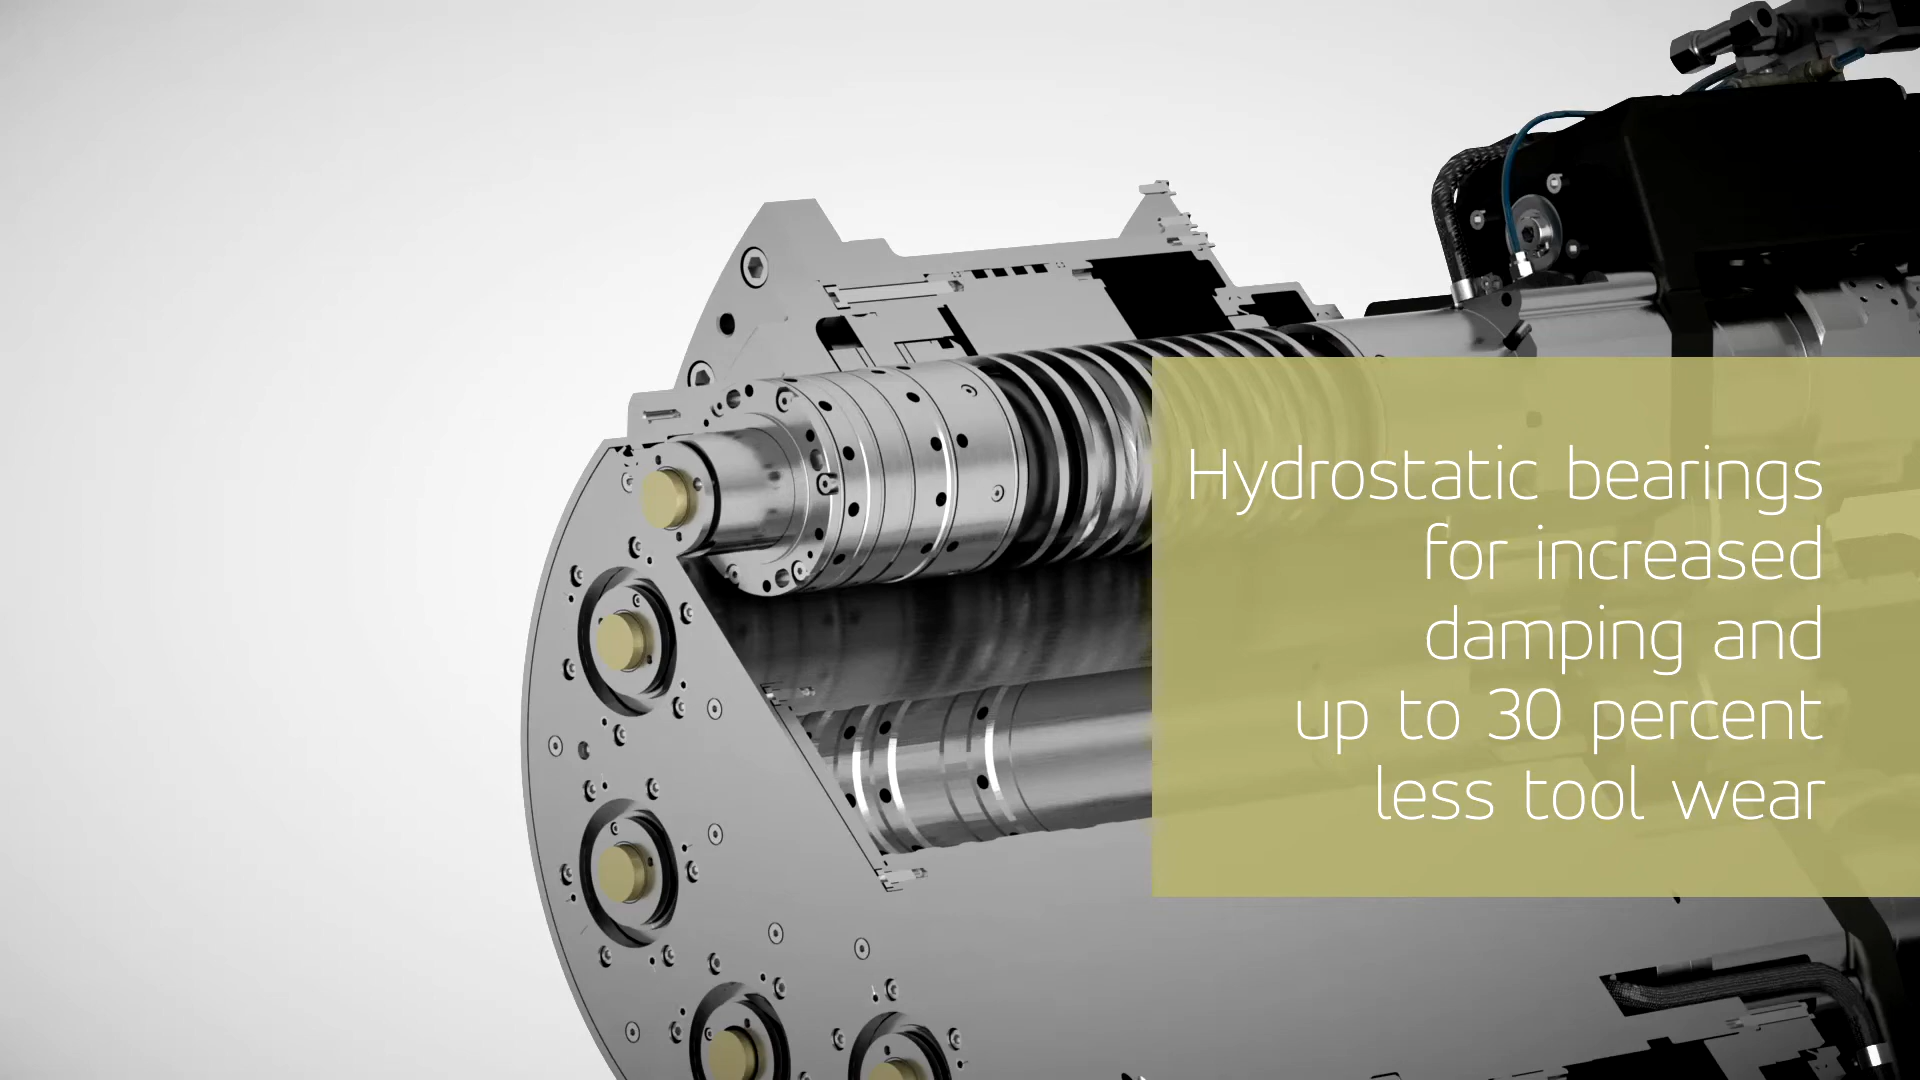 Hydrostatic bearings
for increased
damping and
up to 30 percent
less tool wear